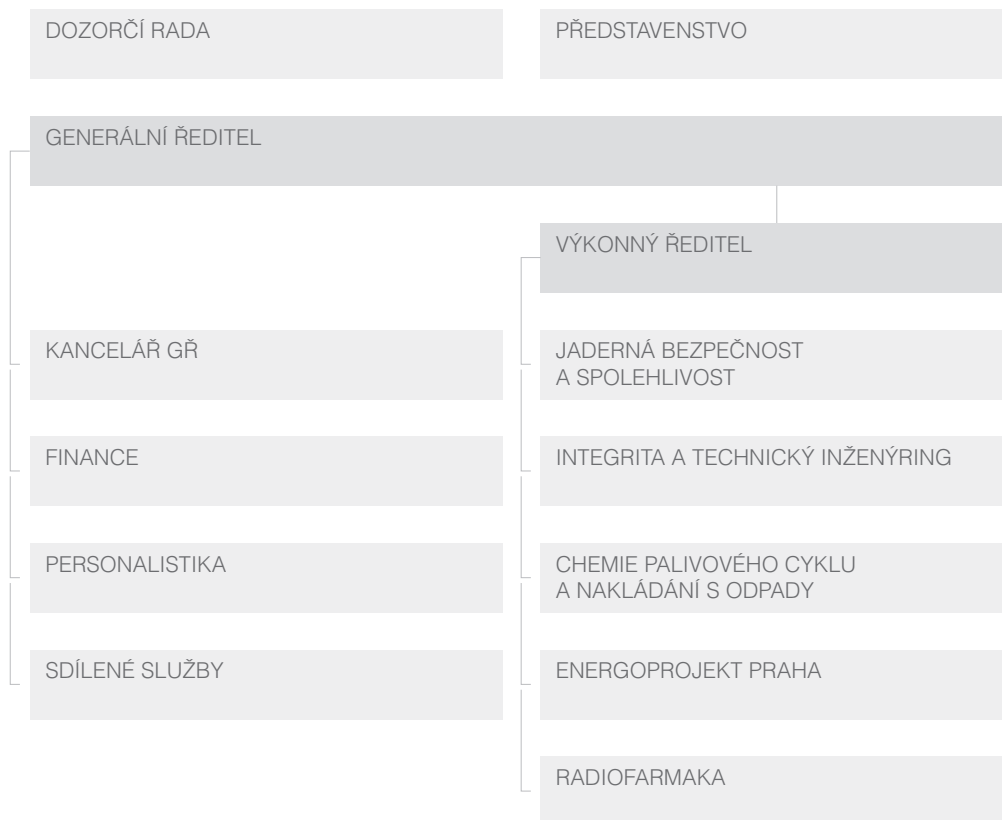 DOZORČÍ RADA
PŘEDSTAVENSTVO
GENERÁLNÍ ŘEDITEL
VÝKONNÝ ŘEDITEL
KANCELÁŘ GŘ
JADERNÁ BEZPEČNOST
A SPOLEHLIVOST
FINANCE
INTEGRITA A TECHNICKÝ INŽENÝRING
PERSONALISTIKA
CHEMIE PALIVOVÉHO CYKLU
A NAKLÁDÁNÍ S ODPADY
SDÍLENÉ SLUŽBY
ENERGOPROJEKT PRAHA
RADIOFARMAKA